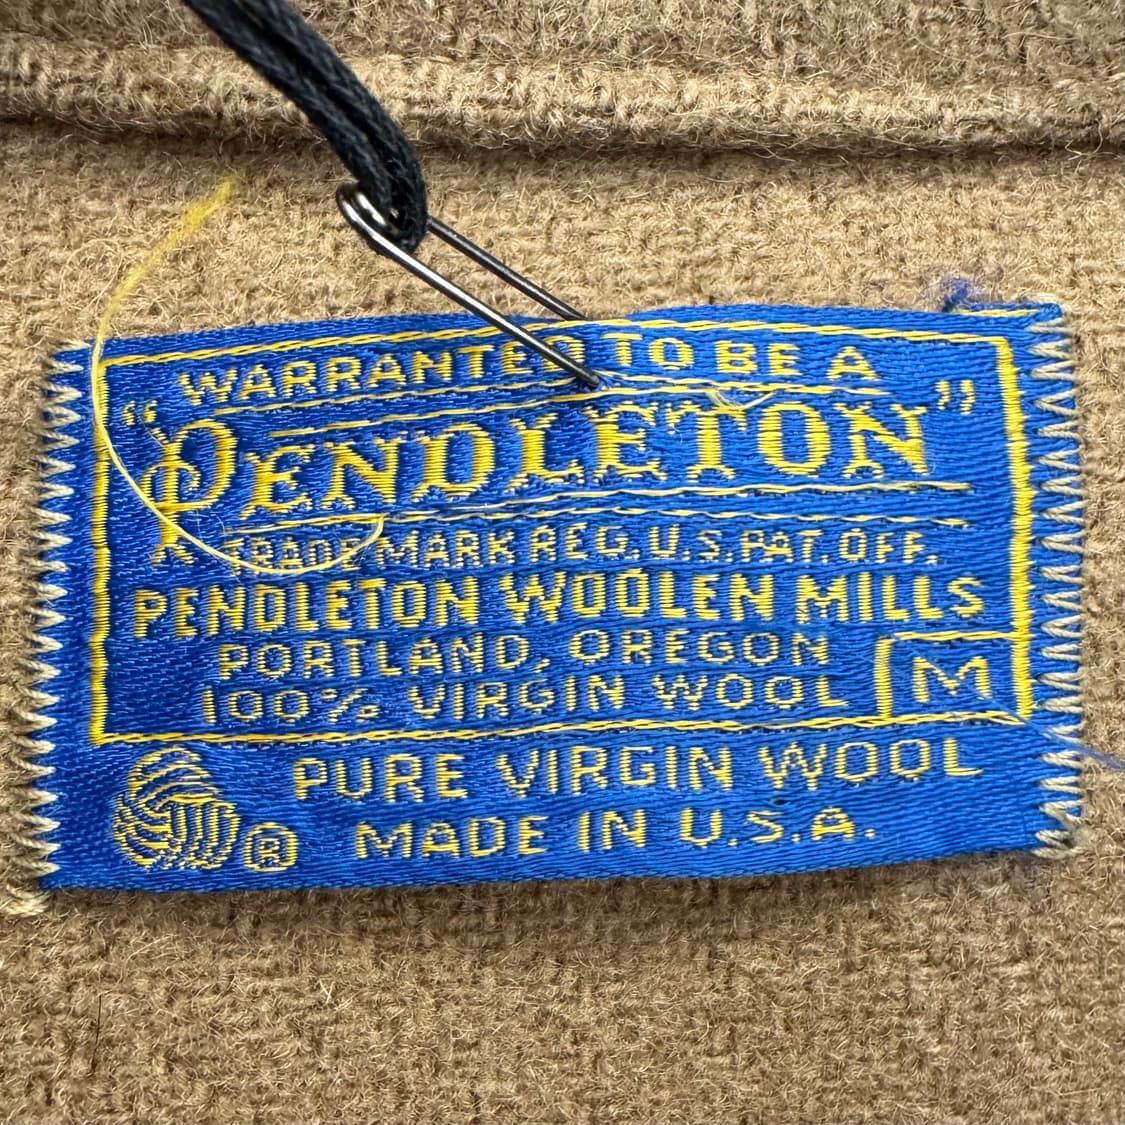 WARRANTED TO BE A
"PENDLETON"
TRADE MARK REG. U.S. PAT. OFF.
PENDLETON WOOLEN MILLS
PORTLAND, OREGON
100% VIRGIN WOOL M
PURE VIRGIN WOOL
® MADE IN U.S.A.